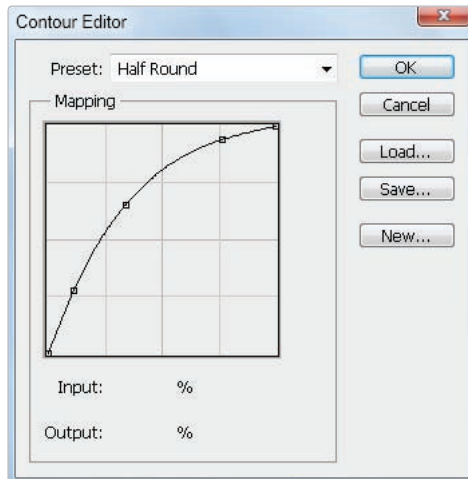 Contour Editor
Preset: Half Round
OK
Mapping
Cancel
Load...
Save...
New...
Input: %
Output: %